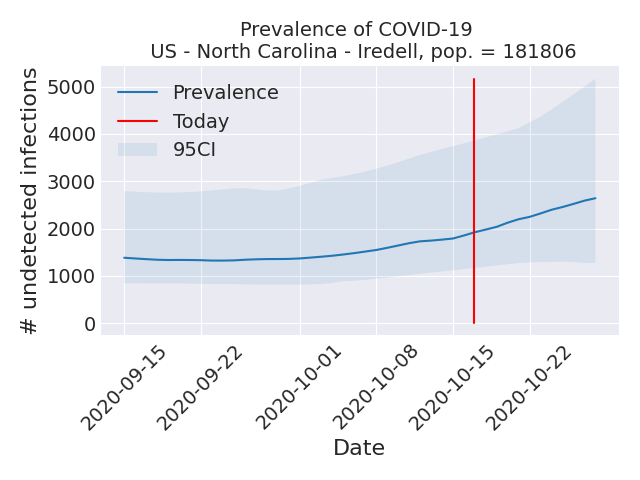 Prevalence of COVID-19
US - North Carolina - Iredell, pop. = 181806
# undetected infections
5000
4000
3000
2000
1000
0
Prevalence
Today
95CI
2020-09-15
2020-09-22
2020-10-01
2020-10-08
2020-10-15
2020-10-22
Date